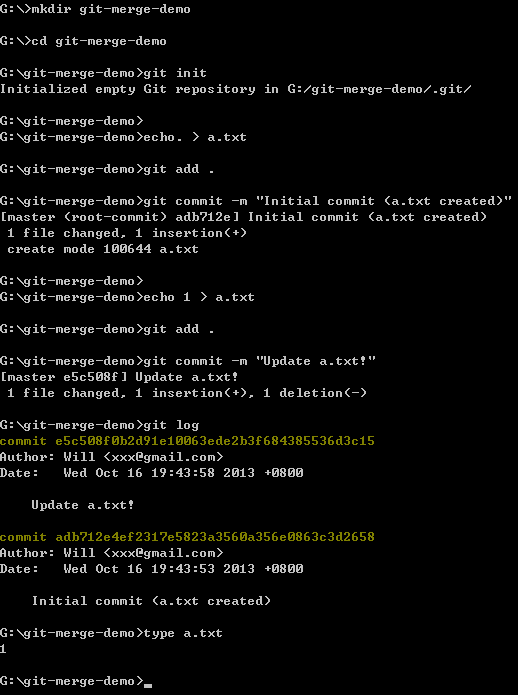 G:\>mkdir git-merge-demo
G:\>cd git-merge-demo
G:\git-merge-demo>git init
Initialized empty Git repository in G:/git-merge-demo/.git/
G:\git-merge-demo>
G:\git-merge-demo>echo. > a.txt
G:\git-merge-demo>git add .
G:\git-merge-demo>git commit -m "Initial commit (a.txt created)"
[master (root-commit) adb712e] Initial commit (a.txt created)
 1 file changed, 1 insertion(+)
 create mode 100644 a.txt
G:\git-merge-demo>
G:\git-merge-demo>echo 1 > a.txt
G:\git-merge-demo>git add .
G:\git-merge-demo>git commit -m "Update a.txt!"
[master e5c508f] Update a.txt!
 1 file changed, 1 insertion(+), 1 deletion(-)
G:\git-merge-demo>git log
commit e5c508f0b2d91e10063ede2b3f684385536d3c15
Author: Will <xxx@gmail.com>
Date:   Wed Oct 16 19:43:58 2013 +0800
    Update a.txt!
commit adb712e4ef2317e5823a3560a356e0863c3d2658
Author: Will <xxx@gmail.com>
Date:   Wed Oct 16 19:43:53 2013 +0800
    Initial commit (a.txt created)
G:\git-merge-demo>type a.txt
1
G:\git-merge-demo>